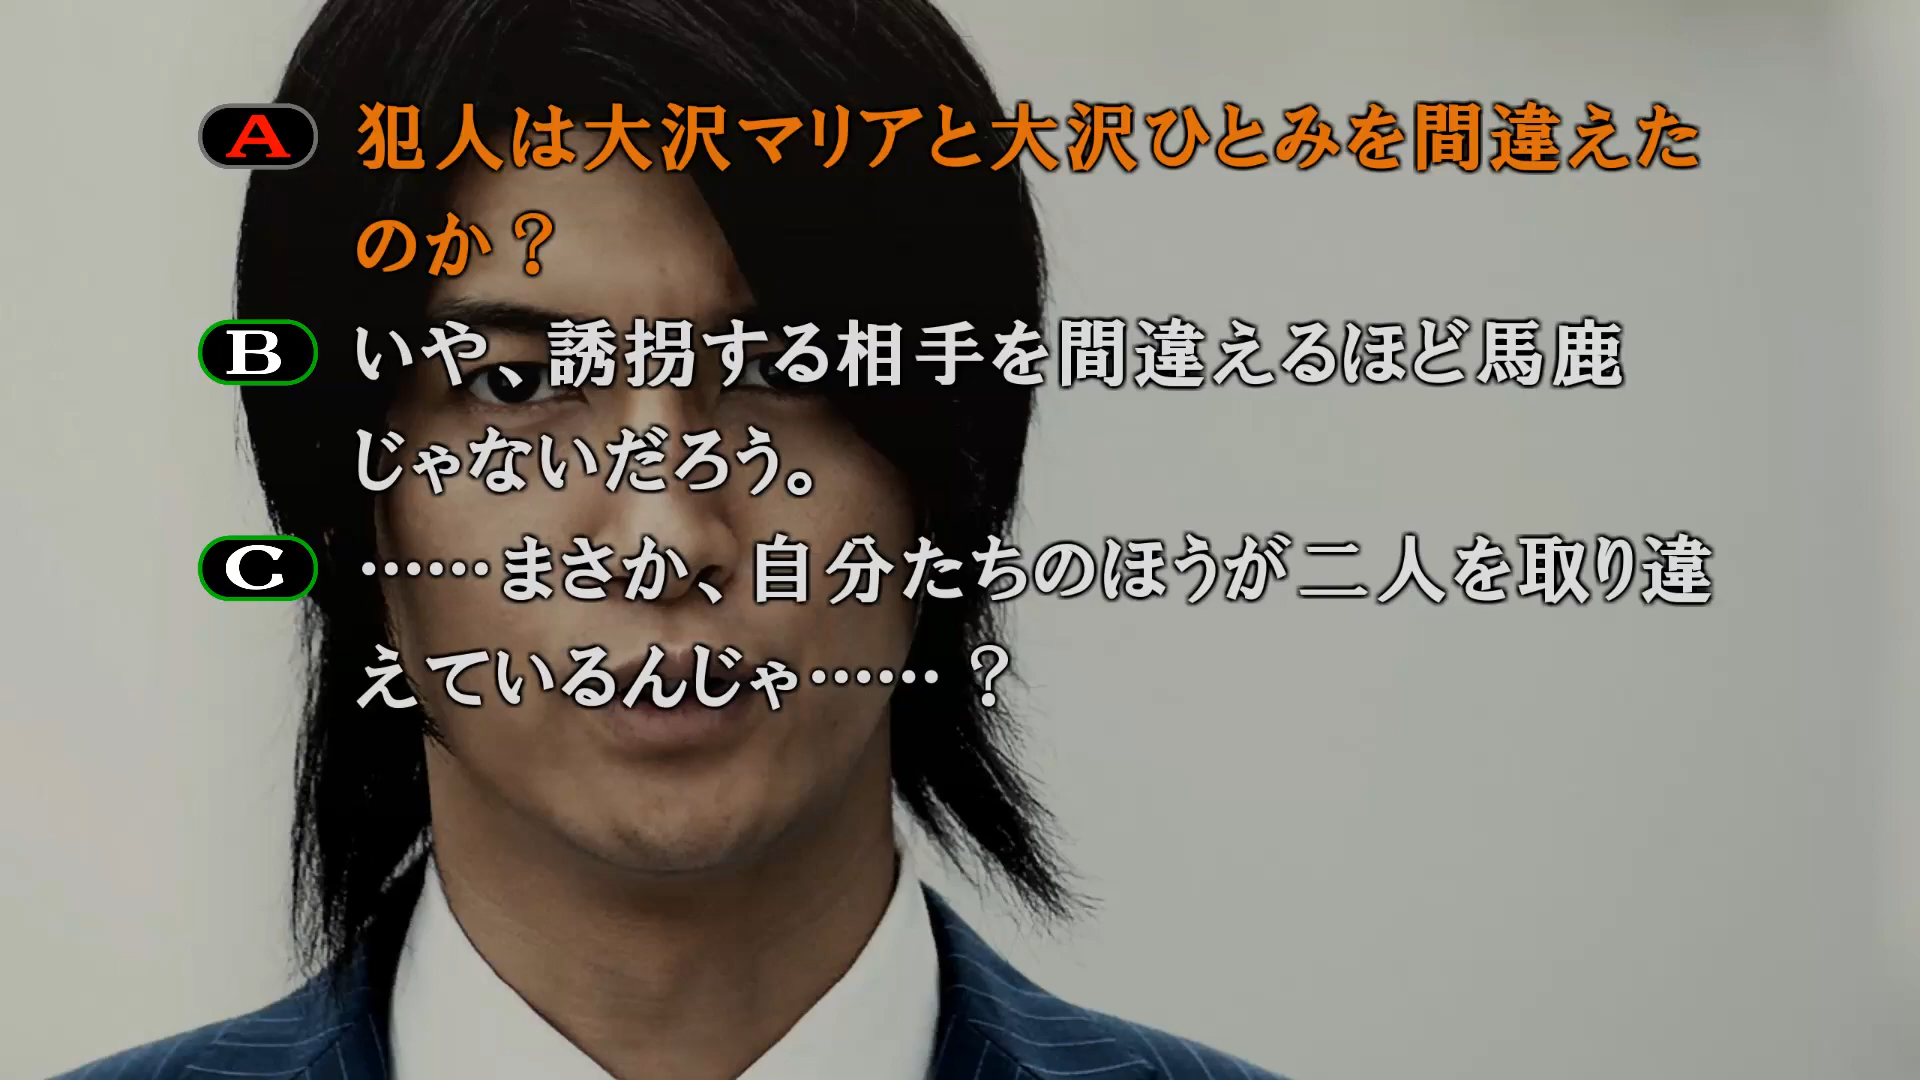 A 犯人は大沢マリアと大沢ひとみを間違えた
のか？
B いや、誘拐する相手を間違えるほど馬鹿
じゃないだろう。
C ……まさか、自分たちのほうが二人を取り違
えているんじゃ……？